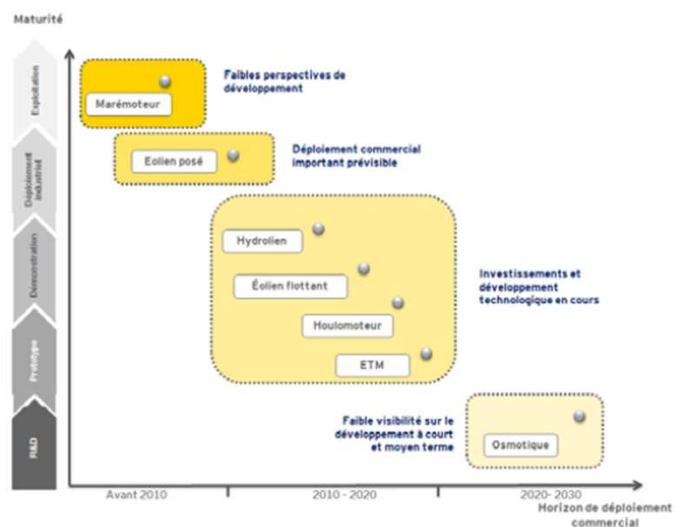 Maturité
Exploitation
Déploiement
industriel
Démonstration
Prototype
R&D
Marémoteur
Faibles perspectives de
développement
Eolien posé
Déploiement commercial
important prévisible
Hydrolien
Éolien flottant
Houlomoteur
ETM
Investissements et
développement
technologique en cours
Faible visibilité sur le
développement à court
et moyen terme
Osmotique
Avant 2010
2010 - 2020
2020- 2030
Horizon de déploiement
commercial